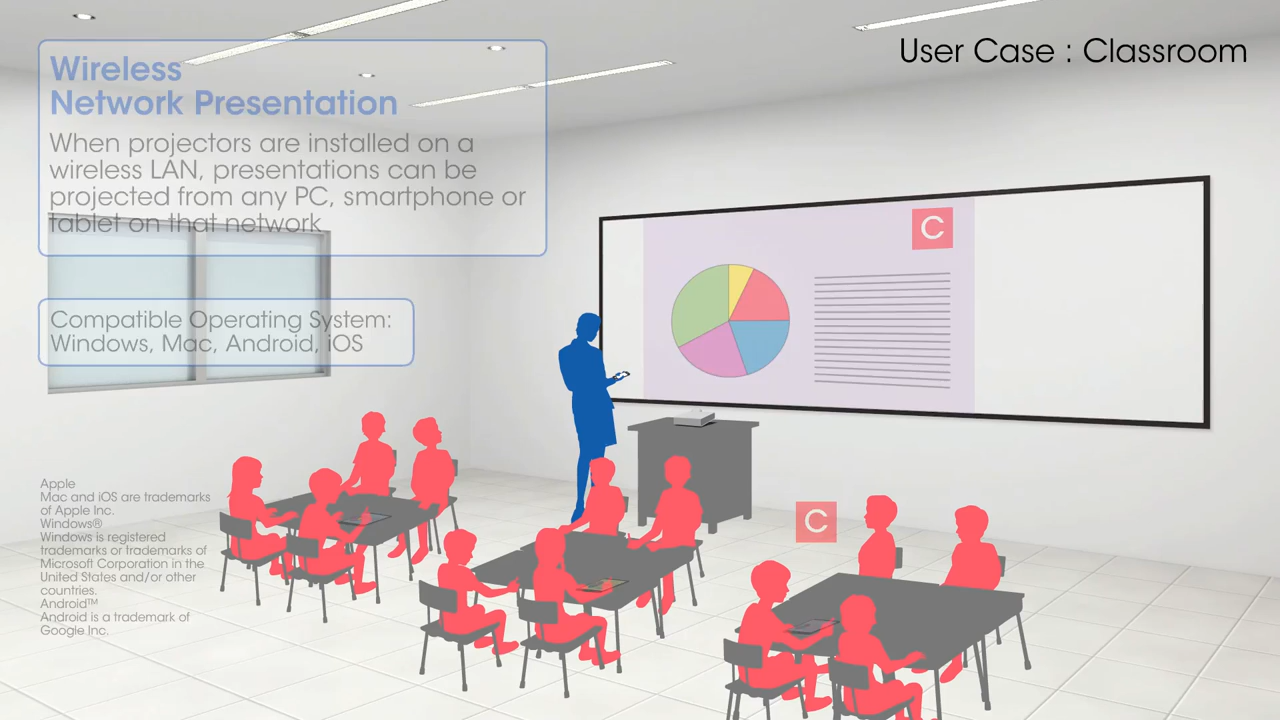 User Case : Classroom
Wireless
Network Presentation
When projectors are installed on a
wireless LAN, presentations can be
projected from any PC, smartphone or
tablet on that network
Compatible Operating System:
Windows, Mac, Android, iOS
C
C
Apple
Mac and iOS are trademarks
of Apple Inc.
Windows®
Windows is registered
trademarks or trademarks of
Microsoft Corporation in the
United States and/or other
countries.
Android™
Android is a trademark of
Google Inc.